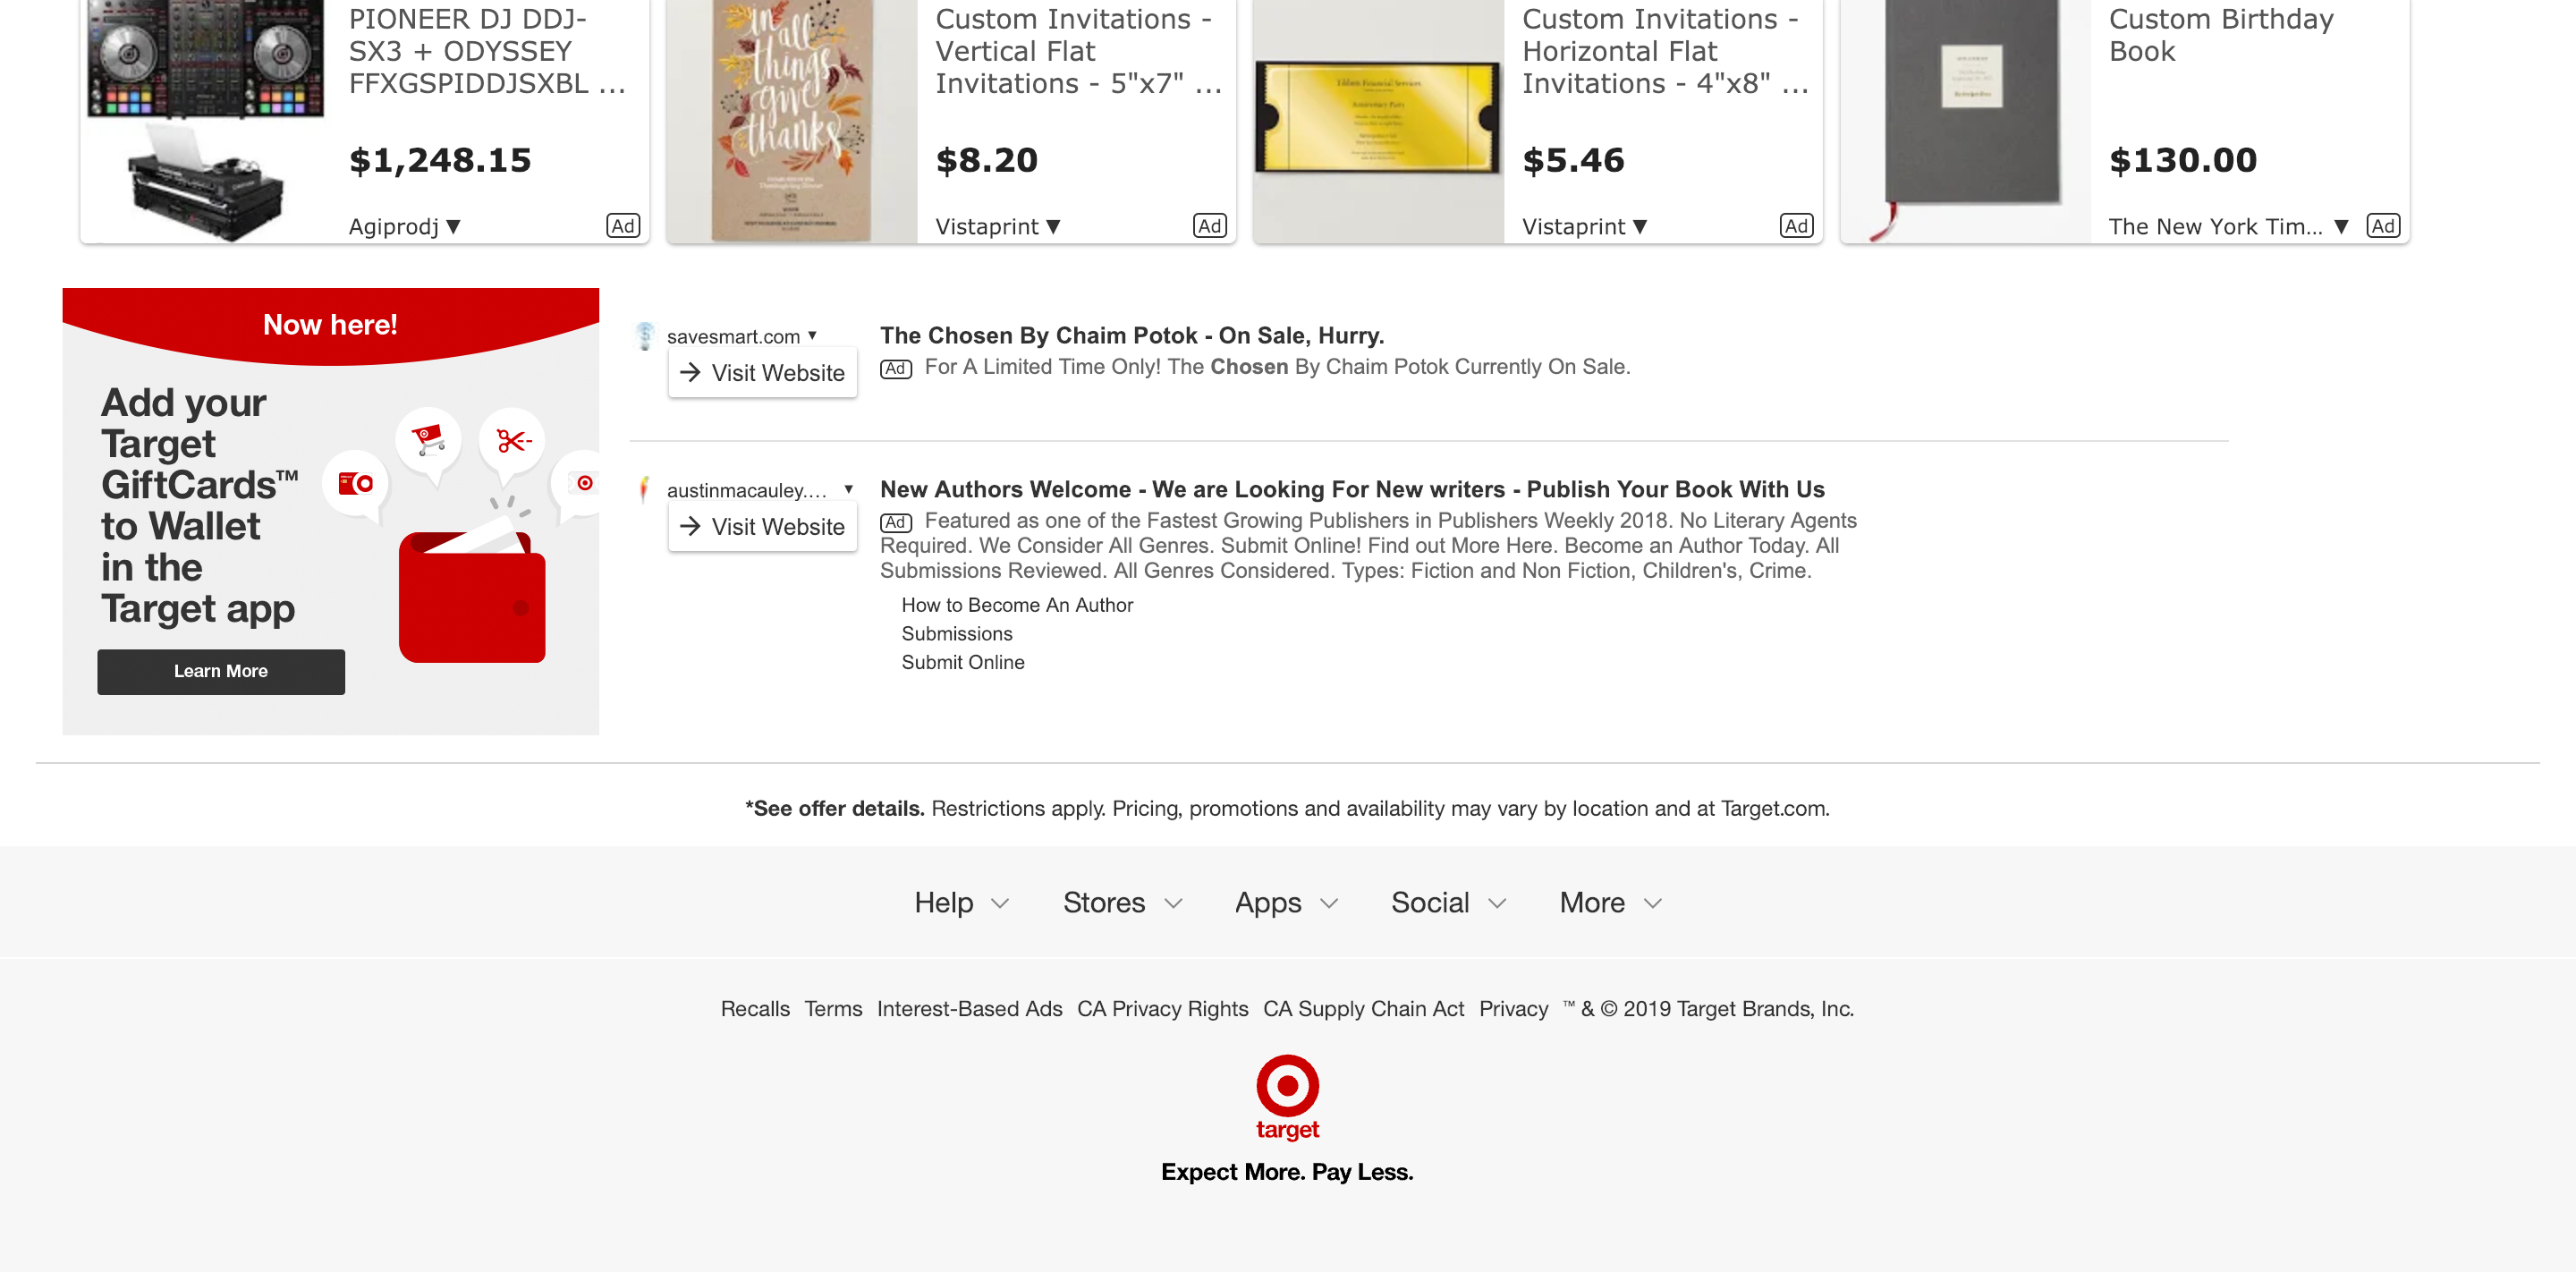 PIONEER DJ DDJ-
SX3 + ODYSSEY
FFXGSPIDDJSXBL ...
$1,248.15
Agiprodj ▼ Ad
in all
things
give
thanks
Custom Invitations -
Vertical Flat
Invitations - 5"x7" ...
$8.20
Vistaprint ▼ Ad
Custom Invitations -
Horizontal Flat
Invitations - 4"x8" ...
$5.46
Vistaprint ▼ Ad
Custom Birthday
Book
$130.00
The New York Tim... ▼ Ad
Now here!
Add your
Target
GiftCards™
to Wallet
in the
Target app
Learn More
savesmart.com ▼
Visit Website
The Chosen By Chaim Potok - On Sale, Hurry.
Ad For A Limited Time Only! The Chosen By Chaim Potok Currently On Sale.
austinmacauley.... ▼
Visit Website
New Authors Welcome - We are Looking For New writers - Publish Your Book With Us
Ad Featured as one of the Fastest Growing Publishers in Publishers Weekly 2018. No Literary Agents
Required. We Consider All Genres. Submit Online! Find out More Here. Become an Author Today. All
Submissions Reviewed. All Genres Considered. Types: Fiction and Non Fiction, Children's, Crime.
How to Become An Author
Submissions
Submit Online
*See offer details. Restrictions apply. Pricing, promotions and availability may vary by location and at Target.com.
Help Stores Apps Social More
Recalls Terms Interest-Based Ads CA Privacy Rights CA Supply Chain Act Privacy ™ & © 2019 Target Brands, Inc.
target
Expect More. Pay Less.